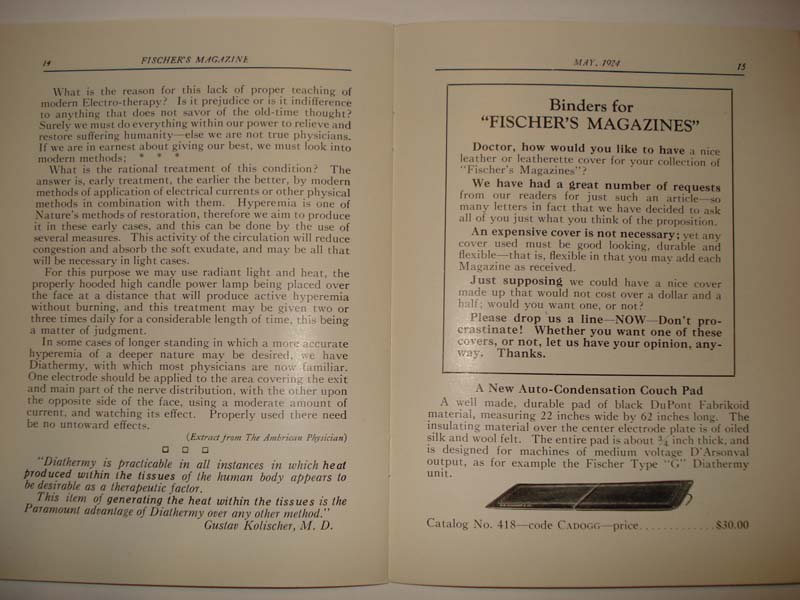 14
FISCHER'S MAGAZINE
What is the reason for this lack of proper teaching of
modern Electro-therapy? Is it prejudice or is it indifference
to anything that does not savor of the old-time thought?
Surely we must do everything within our power to relieve and
restore suffering humanity—else we are not true physicians.
If we are in earnest about giving our best, we must look into
modern methods; * * *
What is the rational treatment of this condition? The
answer is, early treatment, the earlier the better, by modern
methods of application of electrical currents or other physical
methods in combination with them. Hyperemia is one of
Nature's methods of restoration, therefore we aim to produce
it in these early cases, and this can be done by the use of
several measures. This activity of the circulation will reduce
congestion and absorb the soft exudate, and may be all that
will be necessary in light cases.
For this purpose we may use radiant light and heat, the
properly hooded high candle power lamp being placed over
the face at a distance that will produce active hyperemia
without burning, and this treatment may be given two or
three times daily for a considerable length of time, this being
a matter of judgment.
In some cases of longer standing in which a more accurate
hyperemia of a deeper nature may be desired, we have
Diathermy, with which most physicians are now familiar.
One electrode should be applied to the area covering the exit
and main part of the nerve distribution, with the other upon
the opposite side of the face, using a moderate amount of
current, and watching its effect. Properly used there need
be no untoward effects.
(Extract from The Ambrican Physician)
"Diathermy is practicable in all instances in which heat
produced within the tissues of the human body appears to
be desirable as a therapeutic factor.
This item of generating the heat within the tissues is the
Paramount advantage of Diathermy over any other method."
Gustav Kolischer, M. D.
MAY, 1924
15
Binders for
"FISCHER'S MAGAZINES"
Doctor, how would you like to have a nice
leather or leatherette cover for your collection of
"Fischer's Magazines"?
We have had a great number of requests
from our readers for just such an article—so
many letters in fact that we have decided to ask
all of you just what you think of the proposition.
An expensive cover is not necessary; yet any
cover used must be good looking, durable and
flexible—that is, flexible in that you may add each
Magazine as received.
Just supposing we could have a nice cover
made up that would not cost over a dollar and a
half; would you want one, or not?
Please drop us a line—NOW—Don't pro-
crastinate! Whether you want one of these
covers, or not, let us have your opinion, any-
way. Thanks.
A New Auto-Condensation Couch Pad
A well made, durable pad of black DuPont Fabrikoid
material, measuring 22 inches wide by 62 inches long. The
insulating material over the center electrode plate is of oiled
silk and wool felt. The entire pad is about ¾ inch thick, and
is designed for machines of medium voltage D'Arsonval
output, as for example the Fischer Type "G" Diathermy
unit.
Catalog No. 418—code CADOGG—price.............$30.00